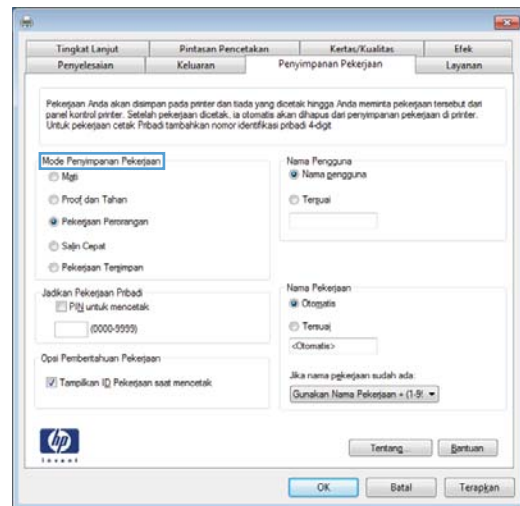 Tingkat Lanjut Pintasan Pencetakan Kertas/Kualitas Efek
Penyelesaian Keluaran Penyimpanan Pekerjaan Layanan
Pekerjaan Anda akan disimpan pada printer dan tiada yang dicetak hingga Anda meminta pekerjaan tersebut dari
panel kontrol printer. Setelah pekerjaan dicetak, ia otomatis akan dihapus dari penyimpanan pekerjaan di printer.
Untuk pekerjaan cetak Pribadi tambahkan nomor identifikasi pribadi 4-digit
Mode Penyimpanan Pekerjaan
Mati
Proof dan Tahan
Pekerjaan Perorangan
Salin Cepat
Pekerjaan Tersimpan
Nama Pengguna
Nama pengguna
Tersuai
Jadikan Pekerjaan Pribadi
PIN untuk mencetak
(0000-9999)
Nama Pekerjaan
Otomatis
Tersuai
<Otomatis>
Opsi Pemberitahuan Pekerjaan
Tampilkan ID Pekerjaan saat mencetak
Jika nama pekerjaan sudah ada:
Gunakan Nama Pekerjaan + (1-9!
hp
invent
Tentang... Bantuan
OK Batal Terapkan